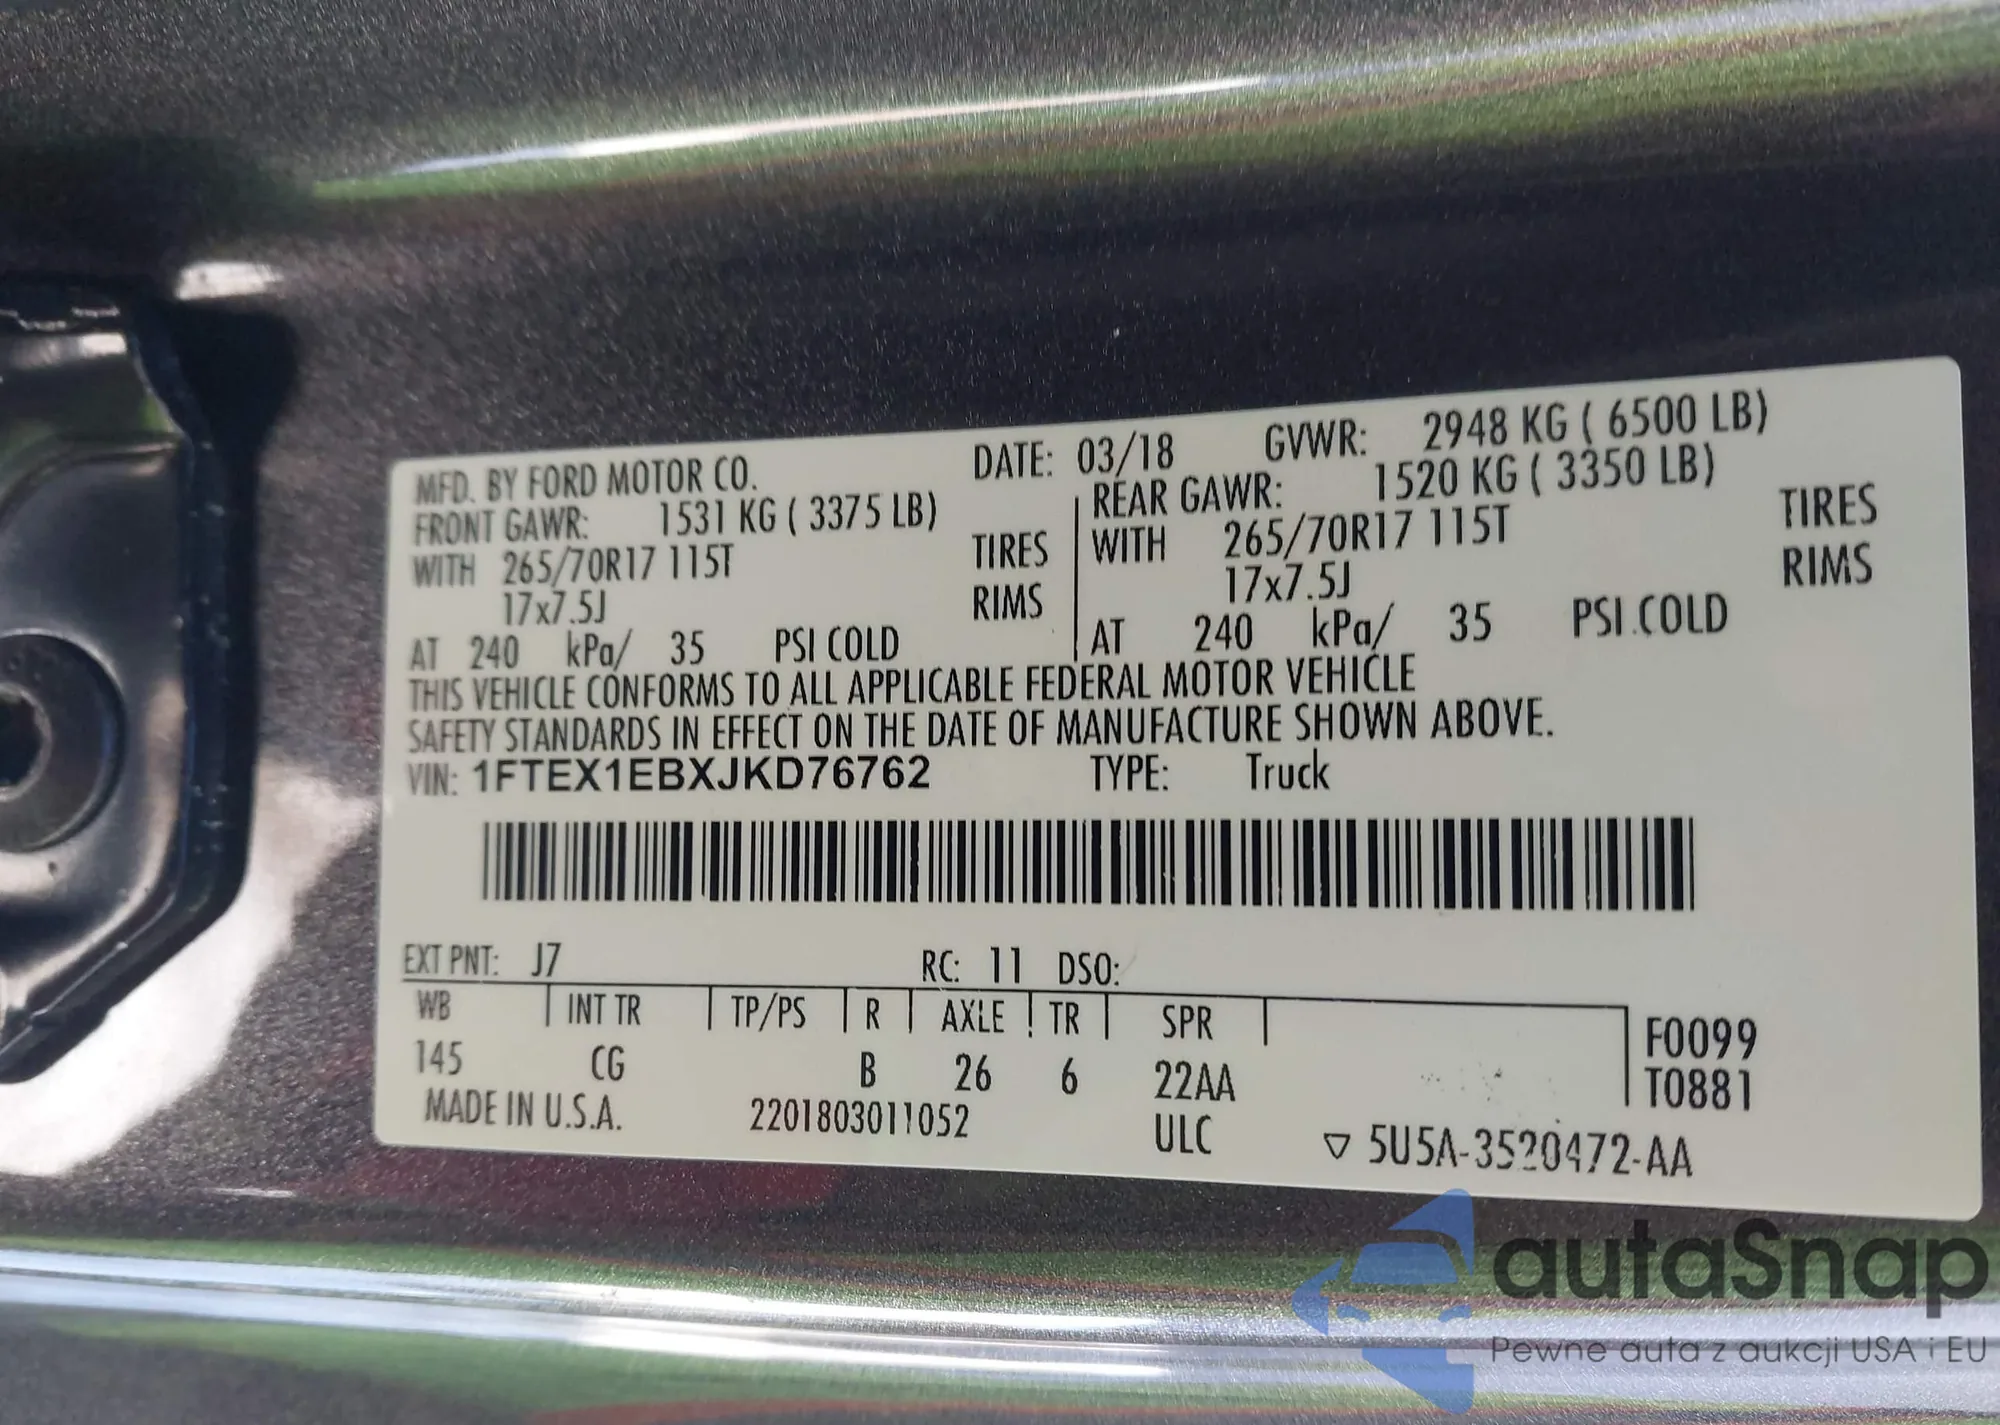 MFD. BY FORD MOTOR CO. DATE: 03/18 GVWR: 2948 KG ( 6500 LB)
FRONT GAWR: 1531 KG ( 3375 LB) REAR GAWR: 1520 KG ( 3350 LB)
WITH 265/70R17 115T TIRES WITH 265/70R17 115T TIRES
17x7.5J RIMS 17x7.5J RIMS
AT 240 kPa/ 35 PSI COLD AT 240 kPa/ 35 PSI COLD
THIS VEHICLE CONFORMS TO ALL APPLICABLE FEDERAL MOTOR VEHICLE
SAFETY STANDARDS IN EFFECT ON THE DATE OF MANUFACTURE SHOWN ABOVE.
VIN: 1FTEX1EBXJKD76762 TYPE: Truck
EXT PNT: J7 RC: 11 DSO:
WB INT TR TP/PS R AXLE TR SPR F0099
145 CG B 26 6 22AA T0881
MADE IN U.S.A. 2201803011052 ULC ▽ 5U5A-3520472-AA
autaSnap
Pewne auta z aukcji USA i EU